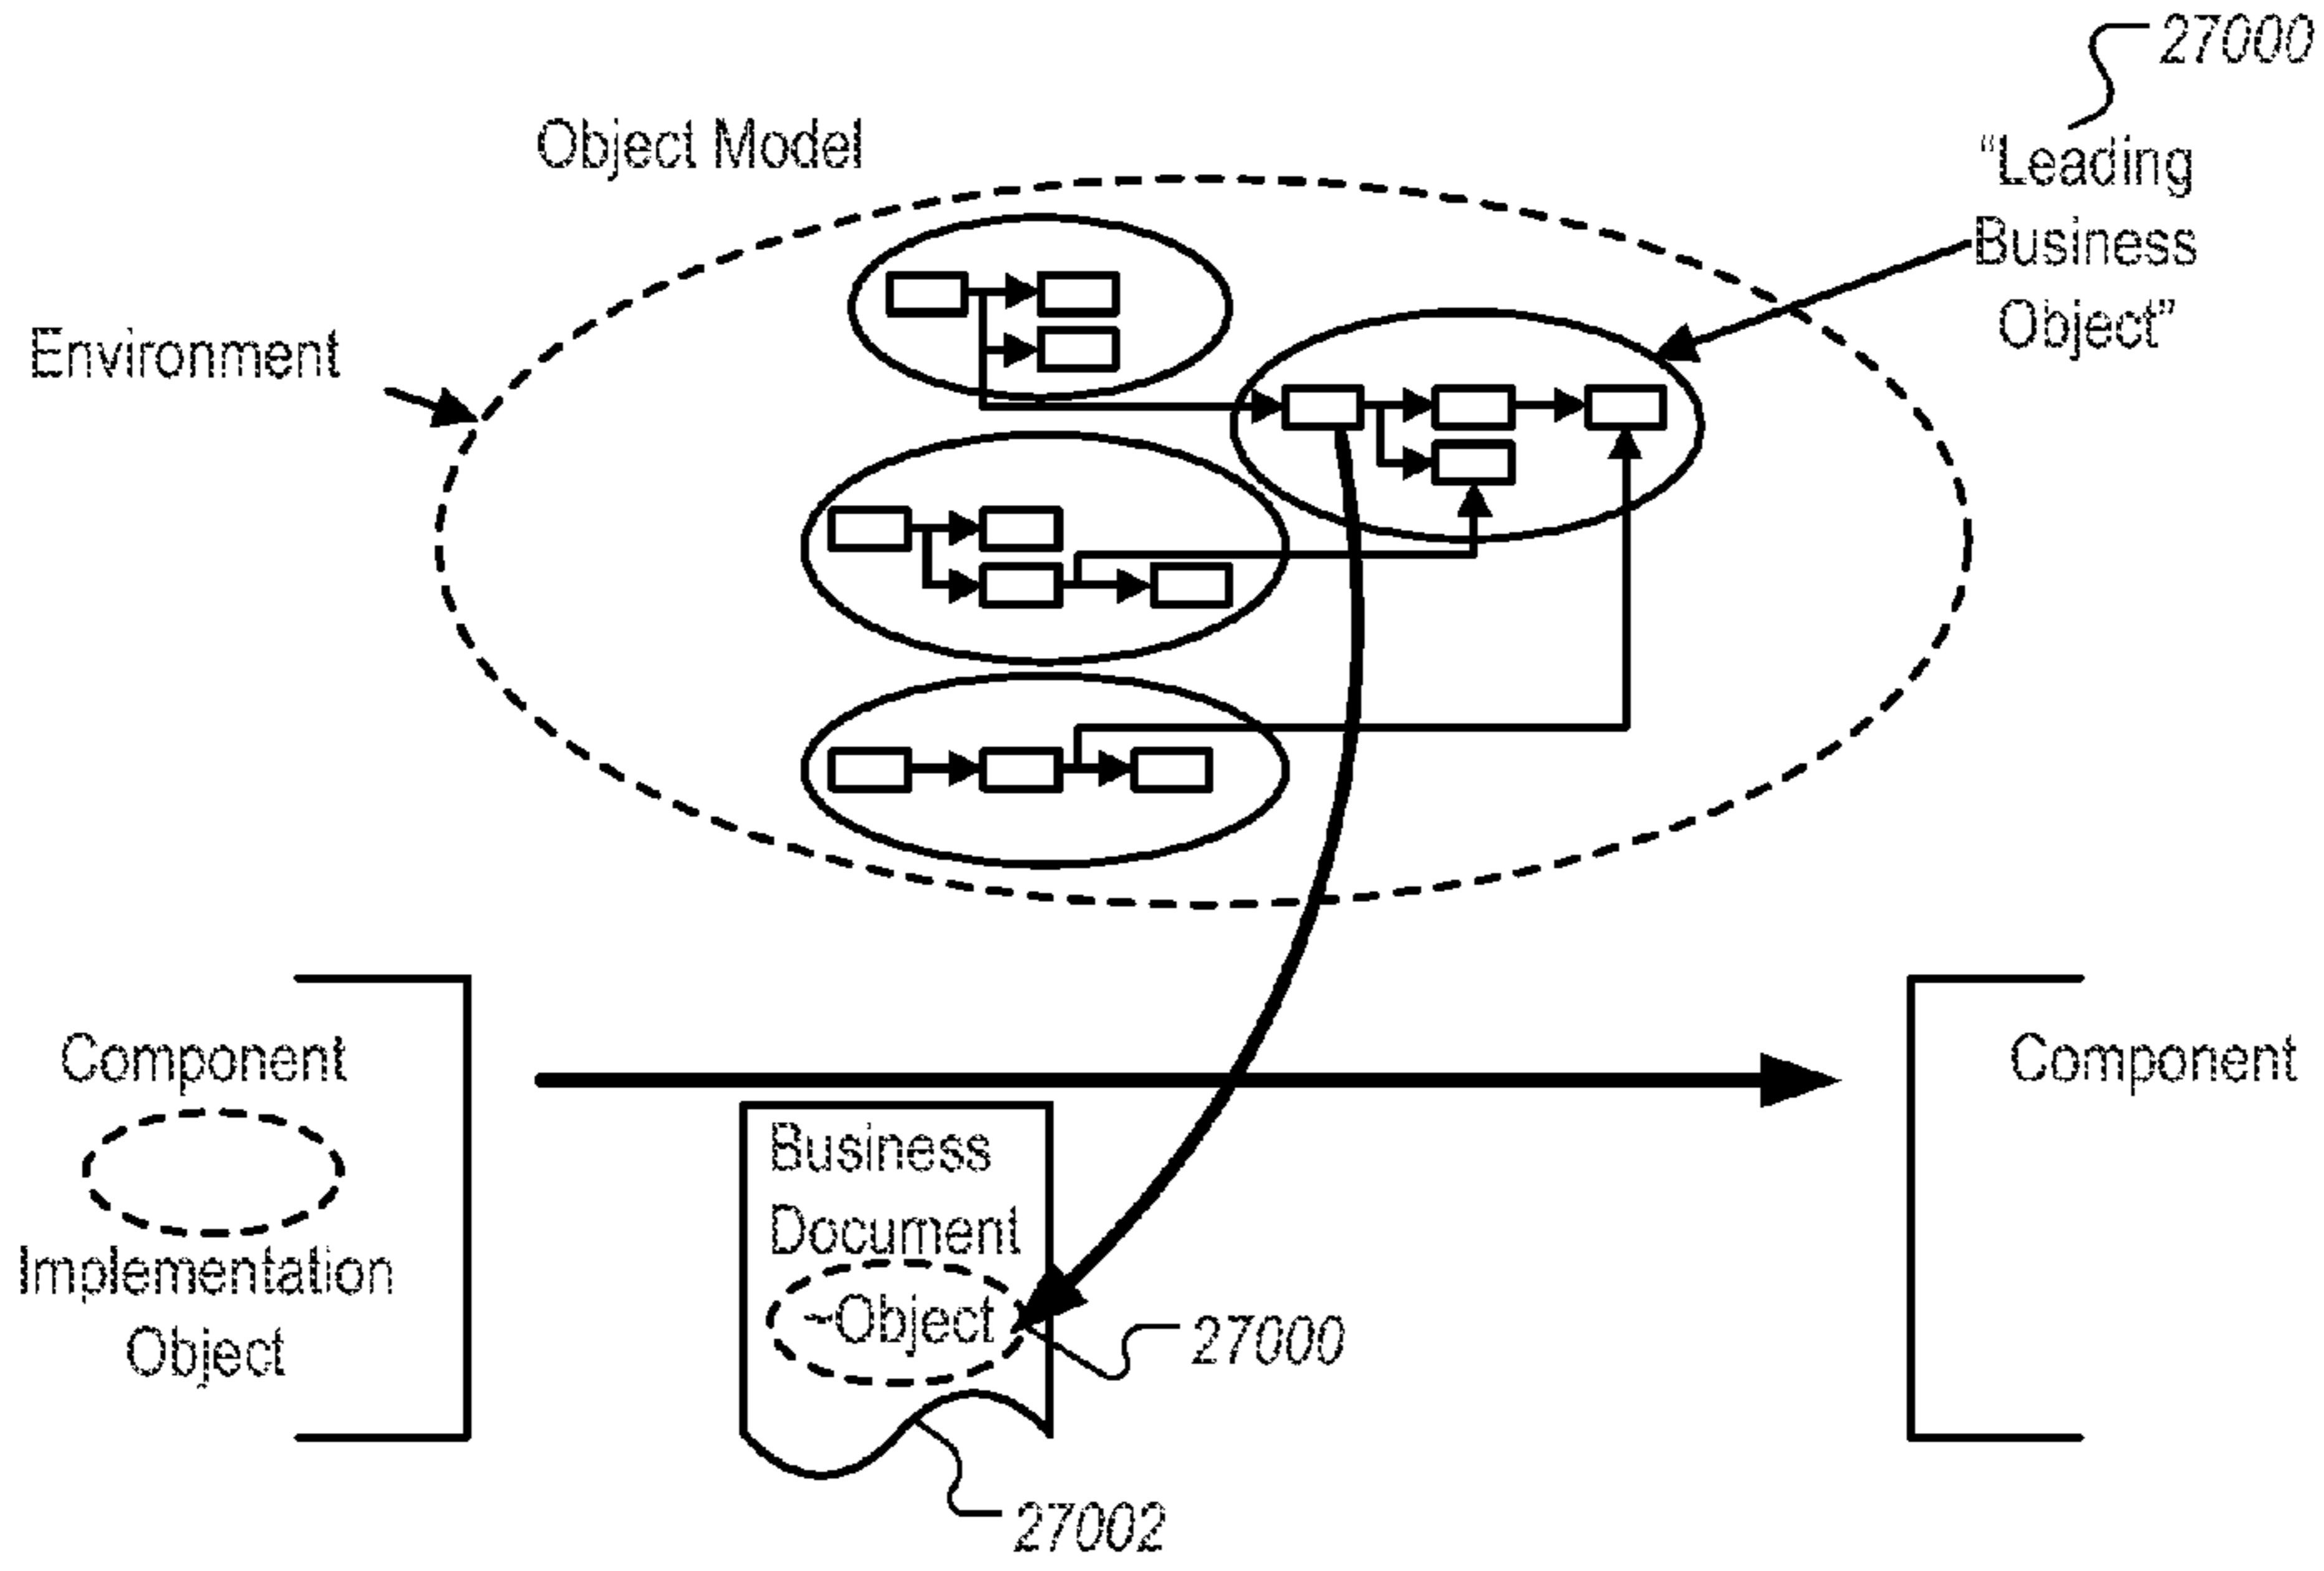 27000
Object Model
“Leading
Business
Object”
Environment
Component
Implementation
Object
Business
Document
~Object
27000
27002
Component